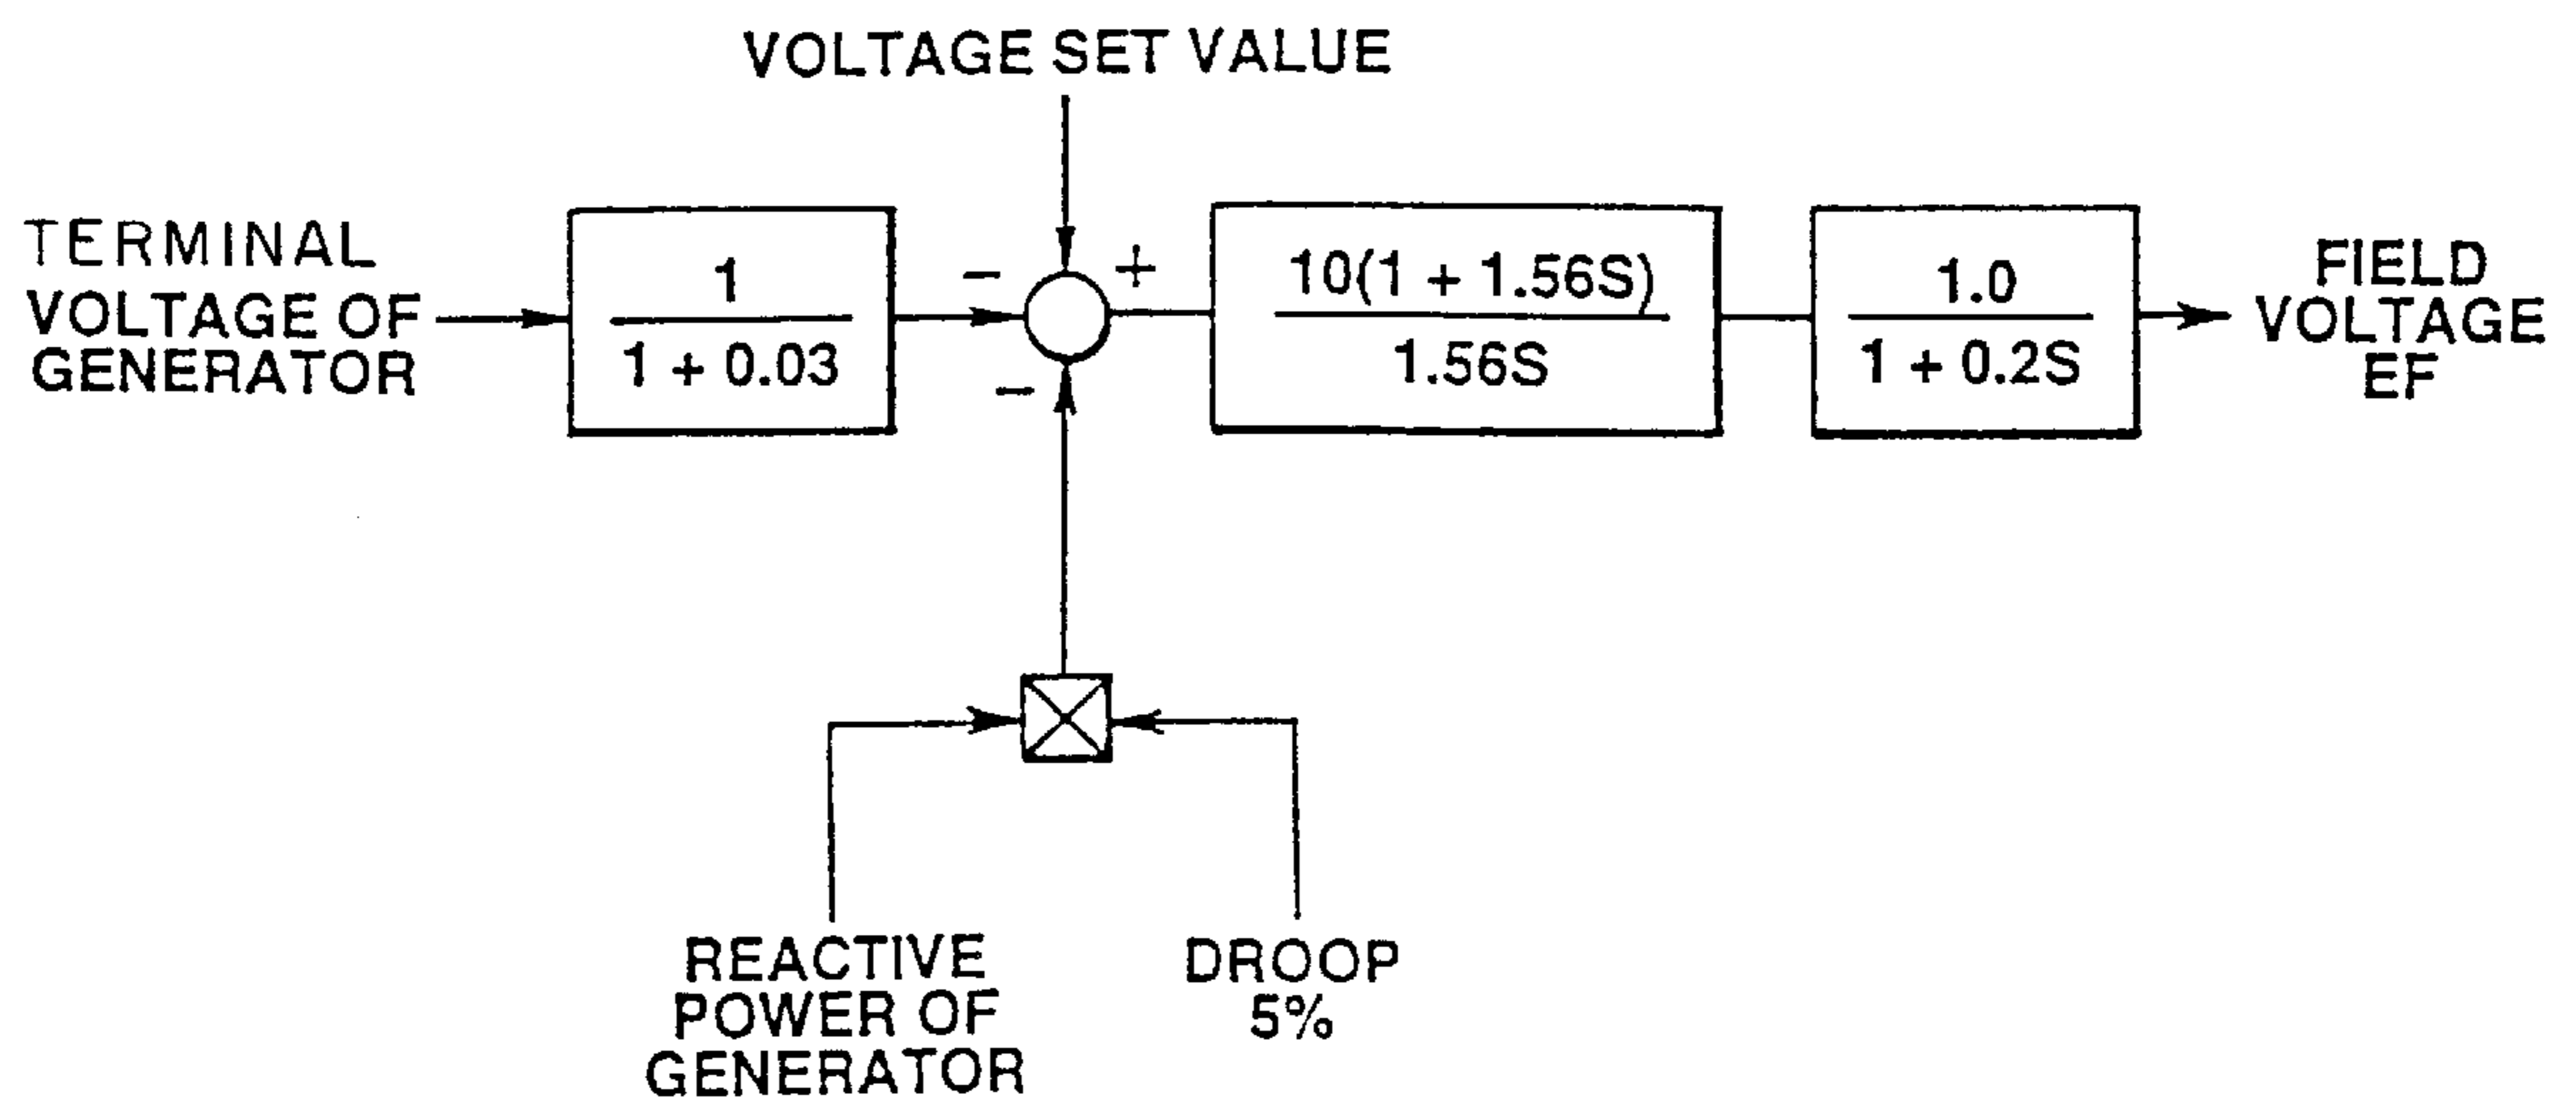 VOLTAGE SET VALUE
TERMINAL
VOLTAGE OF
GENERATOR
1
1 + 0.03
−
+
−
10(1 + 1.56S)
1.56S
1.0
1 + 0.2S
FIELD
VOLTAGE
EF
REACTIVE
POWER OF
GENERATOR
DROOP
5%